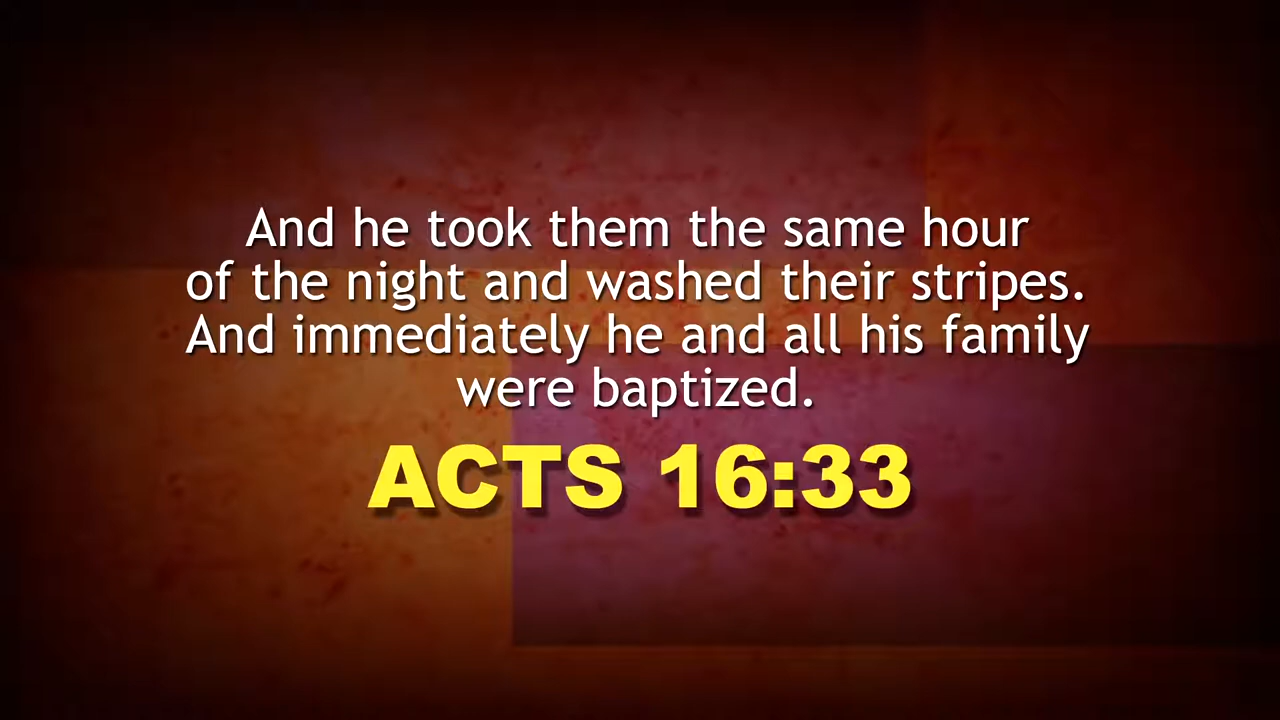 And he took them the same hour
of the night and washed their stripes.
And immediately he and all his family
were baptized.
ACTS 16:33